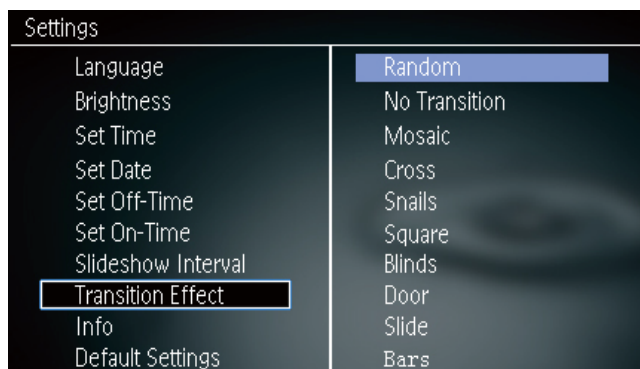 Settings
Language
Brightness
Set Time
Set Date
Set Off-Time
Set On-Time
Slideshow Interval
Transition Effect
Info
Default Settings
Random
No Transition
Mosaic
Cross
Snails
Square
Blinds
Door
Slide
Bars